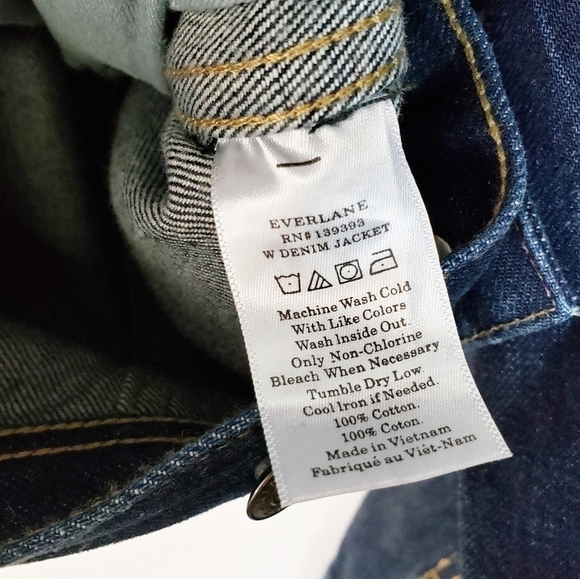 EVERLANE
RN# 139393
W DENIM JACKET
Machine Wash Cold
With Like Colors
Wash Inside Out.
Only Non-Chlorine
Bleach When Necessary
Tumble Dry Low
Cool Iron if Needed.
100% Cotton.
100% Coton.
Made in Vietnam
Fabriqué au Viêt-Nam